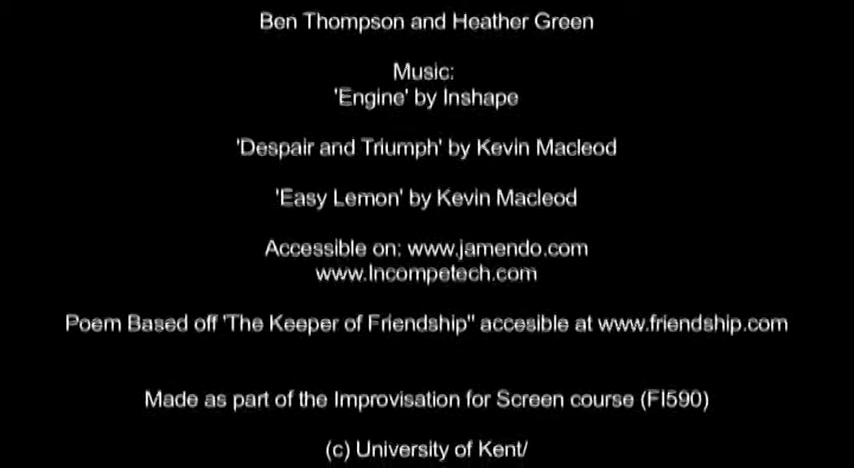 Ben Thompson and Heather Green
Music:
'Engine' by Inshape
'Despair and Triumph' by Kevin Macleod
'Easy Lemon' by Kevin Macleod
Accessible on: www.jamendo.com
www.Incompetech.com
Poem Based off 'The Keeper of Friendship" accesible at www.friendship.com
Made as part of the Improvisation for Screen course (FI590)
(c) University of Kent/